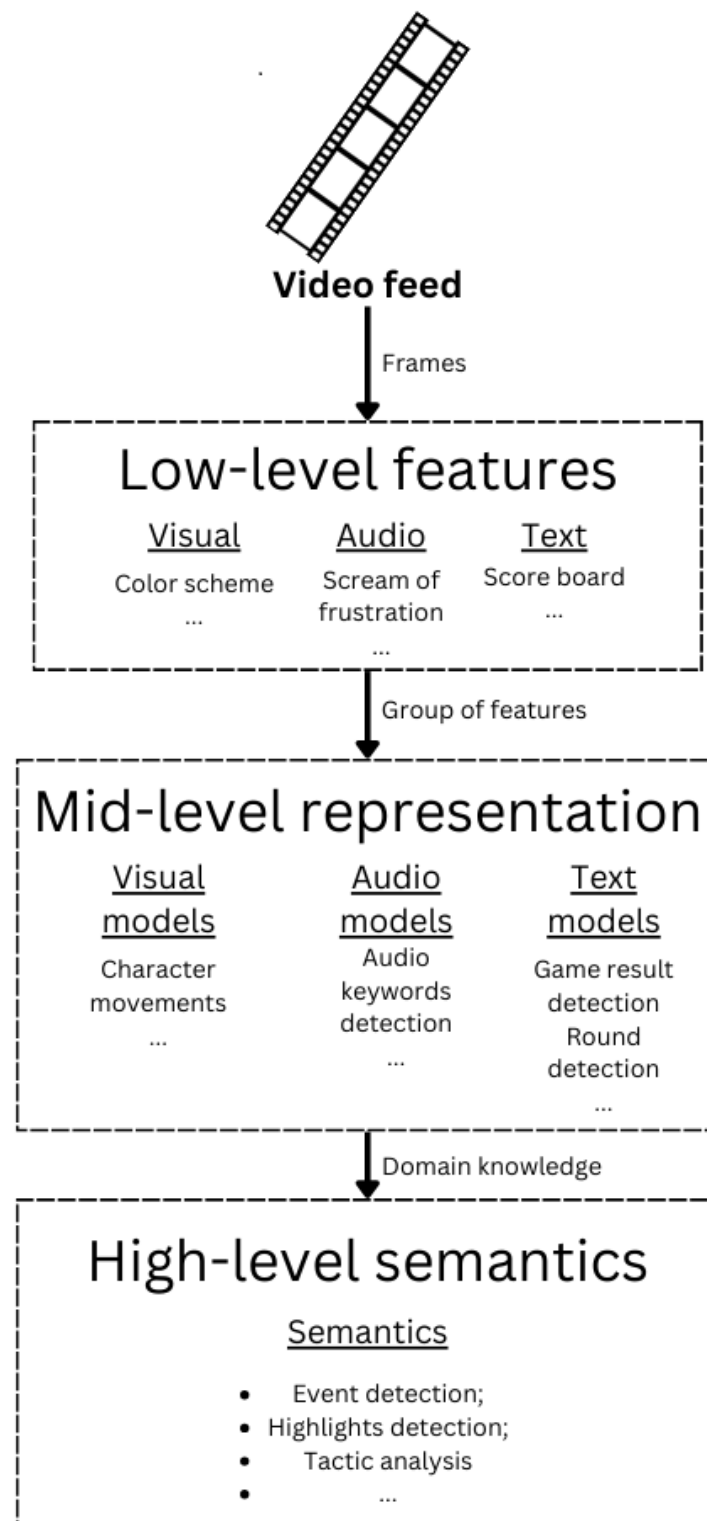 Video feed
Frames
Low-level features
Visual Audio Text
Color scheme
...
Scream of
frustration
...
Score board
...
Group of features
Mid-level representation
Visual
models
Character
movements
...
Audio
models
Audio
keywords
detection
...
Text
models
Game result
detection
Round
detection
...
Domain knowledge
High-level semantics
Semantics
• Event detection;
• Highlights detection;
• Tactic analysis
• ...